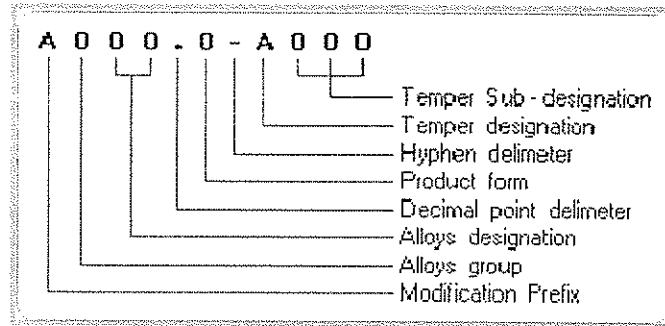 A 0 0 0 . 0 - A 0 0 0
Temper Sub-designation
Temper designation
Hyphen delimeter
Product form
Decimal point delimeter
Alloys designation
Alloys group
Modification Prefix